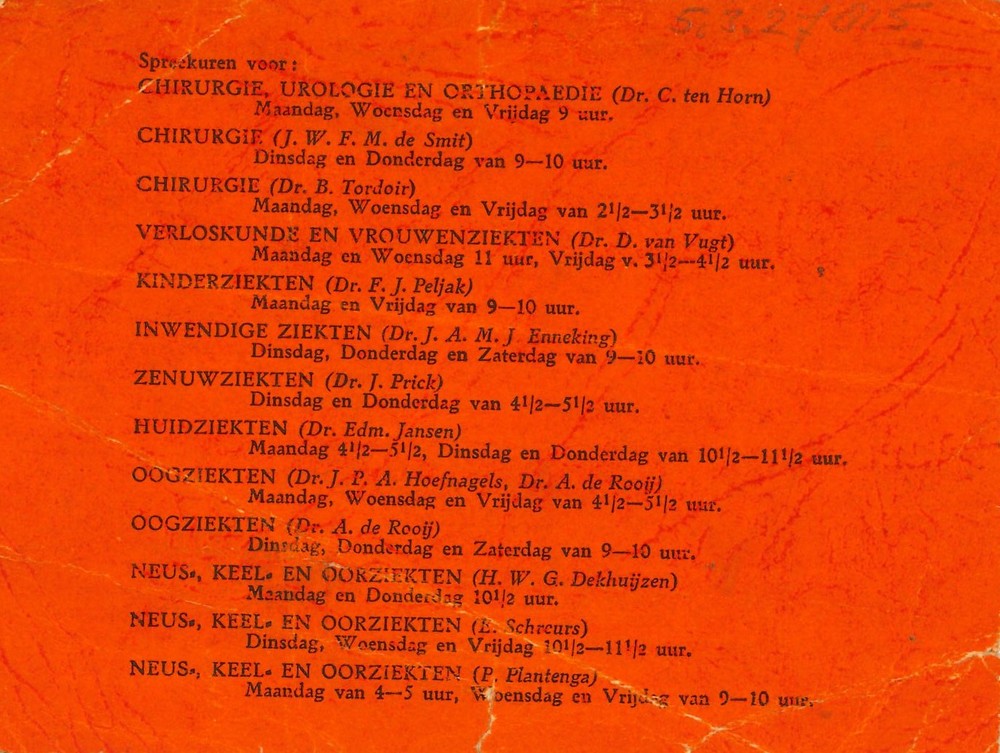 Spreekuren voor:
CHIRURGIE, UROLOGIE EN ORTHOPAEDIE (Dr. C. ten Horn)
Maandag, Woensdag en Vrijdag 9 uur.
CHIRURGIE (J. W. F. M. de Smit)
Dinsdag en Donderdag van 9—10 uur.
CHIRURGIE (Dr. B. Tordoir)
Maandag, Woensdag en Vrijdag van 2¹/2—3¹/2 uur.
VERLOSKUNDE EN VROUWENZIEKTEN (Dr. D. van Vugt)
Maandag en Woensdag 11 uur, Vrijdag v. 3¹/2—4¹/2 uur.
KINDERZIEKTEN (Dr. F. J. Peljak)
Maandag en Vrijdag van 9—10 uur.
INWENDIGE ZIEKTEN (Dr. J. A. M. J. Enneking)
Dinsdag, Donderdag en Zaterdag van 9—10 uur.
ZENUWZIEKTEN (Dr. J. Prick)
Dinsdag en Donderdag van 4¹/2—5¹/2 uur.
HUIDZIEKTEN (Dr. Edm. Jansen)
Maandag 4¹/2—5¹/2, Dinsdag en Donderdag van 10¹/2—11¹/2 uur.
OOGZIEKTEN (Dr. J. P. A. Hoefnagels, Dr. A. de Rooij)
Maandag, Woensdag en Vrijdag van 4¹/2—5¹/2 uur.
OOGZIEKTEN (Dr. A. de Rooij)
Dinsdag, Donderdag en Zaterdag van 9—10 uur.
NEUS-, KEEL- EN OORZIEKTEN (H. W. G. Dekhuijzen)
Maandag en Donderdag 10¹/2 uur.
NEUS-, KEEL- EN OORZIEKTEN (E. Schreurs)
Dinsdag, Woensdag en Vrijdag 10¹/2—11¹/2 uur.
NEUS-, KEEL- EN OORZIEKTEN (P. Plantenga)
Maandag van 4—5 uur, Woensdag en Vrijdag van 9—10 uur.